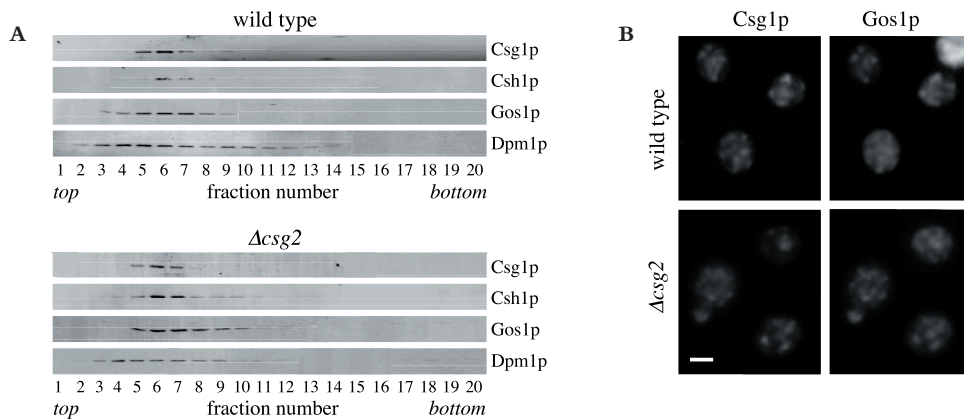 A
wild type
Csg1p
Csh1p
Gos1p
Dpm1p
1 2 3 4 5 6 7 8 9 10 11 12 13 14 15 16 17 18 19 20
top fraction number bottom
Δcsg2
Csg1p
Csh1p
Gos1p
Dpm1p
1 2 3 4 5 6 7 8 9 10 11 12 13 14 15 16 17 18 19 20
top fraction number bottom
B
Csg1p Gos1p
wild type
Δcsg2